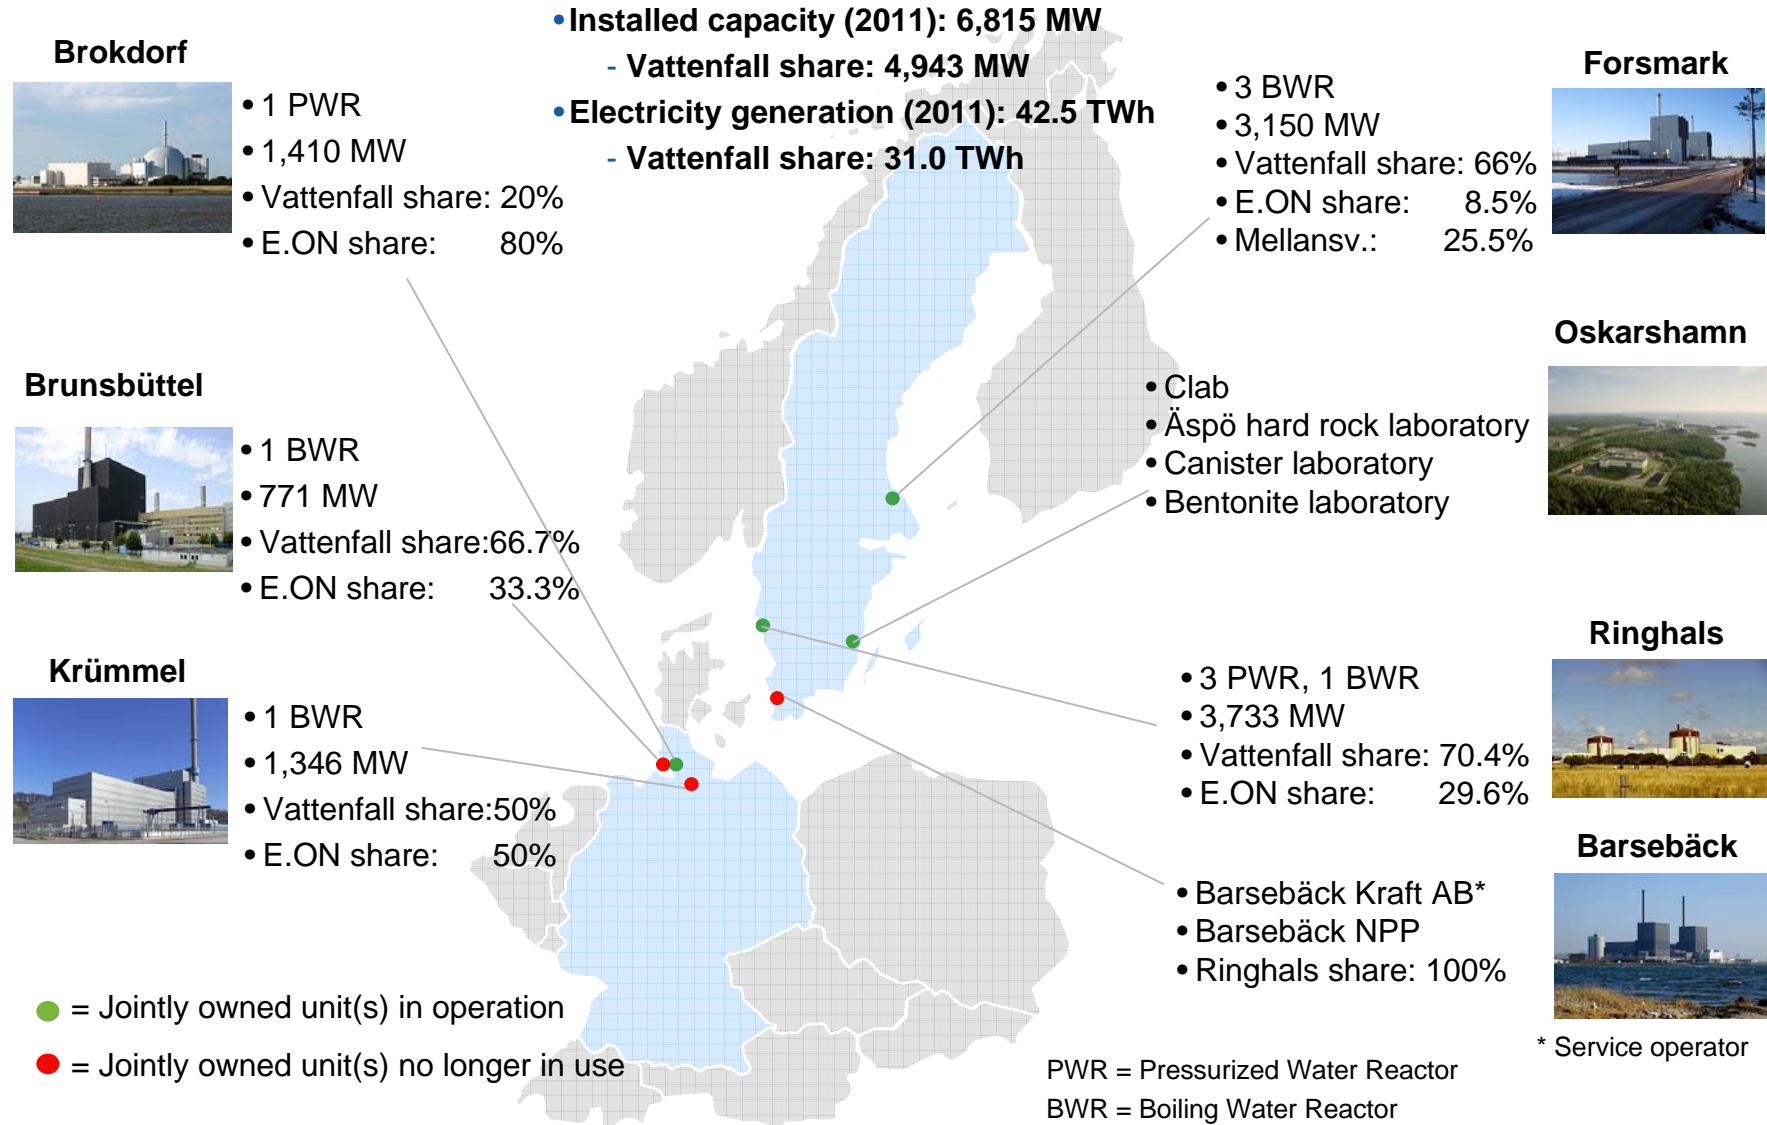 •Installed capacity (2011): 6,815 MW
- Vattenfall share: 4,943 MW
•Electricity generation (2011): 42.5 TWh
- Vattenfall share: 31.0 TWh
Brokdorf
• 1 PWR
• 1,410 MW
• Vattenfall share: 20%
• E.ON share: 80%
Brunsbüttel
• 1 BWR
• 771 MW
• Vattenfall share:66.7%
• E.ON share: 33.3%
Krümmel
• 1 BWR
• 1,346 MW
• Vattenfall share:50%
• E.ON share: 50%
Forsmark
• 3 BWR
• 3,150 MW
• Vattenfall share: 66%
• E.ON share: 8.5%
• Mellansv.: 25.5%
Oskarshamn
• Clab
• Äspö hard rock laboratory
• Canister laboratory
• Bentonite laboratory
Ringhals
• 3 PWR, 1 BWR
• 3,733 MW
• Vattenfall share: 70.4%
• E.ON share: 29.6%
Barsebäck
• Barsebäck Kraft AB*
• Barsebäck NPP
• Ringhals share: 100%
* Service operator
= Jointly owned unit(s) in operation
= Jointly owned unit(s) no longer in use
PWR = Pressurized Water Reactor
BWR = Boiling Water Reactor